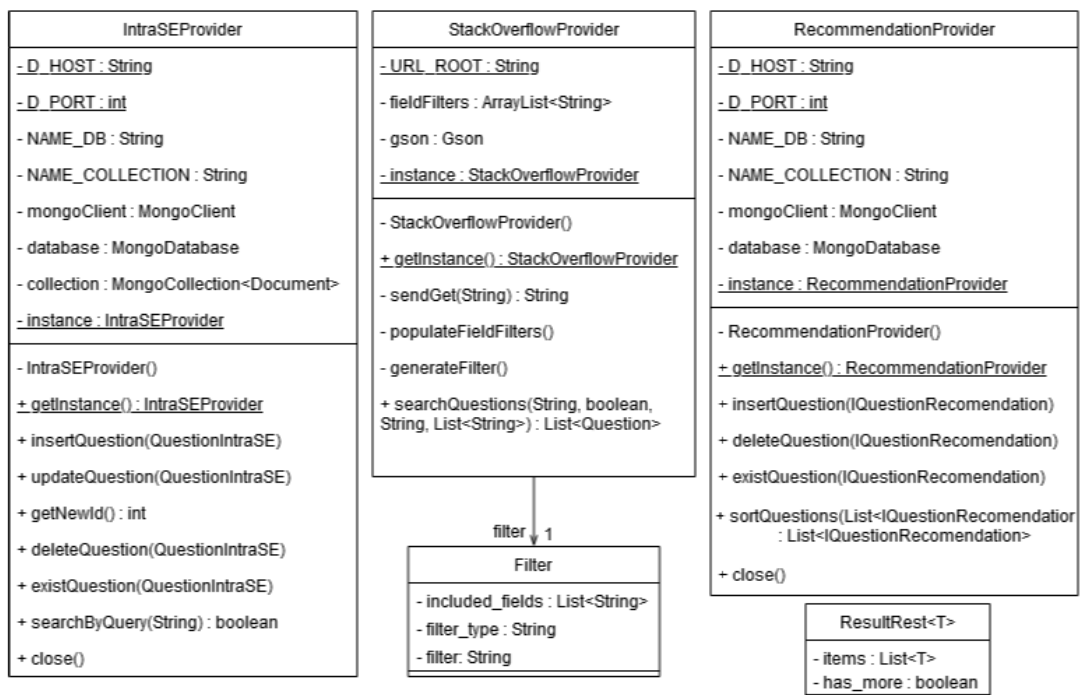 IntraSEProvider
- D_HOST : String
- D_PORT : int
- NAME_DB : String
- NAME_COLLECTION : String
- mongoClient : MongoClient
- database : MongoDatabase
- collection : MongoCollection<Document>
- instance : IntraSEProvider
- IntraSEProvider()
+ getInstance() : IntraSEProvider
+ insertQuestion(QuestionIntraSE)
+ updateQuestion(QuestionIntraSE)
+ getNewId() : int
+ deleteQuestion(QuestionIntraSE)
+ existQuestion(QuestionIntraSE)
+ searchByQuery(String) : boolean
+ close()
StackOverflowProvider
- URL_ROOT : String
- fieldFilters : ArrayList<String>
- gson : Gson
- instance : StackOverflowProvider
- StackOverflowProvider()
+ getInstance() : StackOverflowProvider
- sendGet(String) : String
- populateFieldFilters()
- generateFilter()
+ searchQuestions(String, boolean,
String, List<String>) : List<Question>
filter 1
Filter
- included_fields : List<String>
- filter_type : String
- filter: String
RecommendationProvider
- D_HOST : String
- D_PORT : int
- NAME_DB : String
- NAME_COLLECTION : String
- mongoClient : MongoClient
- database : MongoDatabase
- instance : RecommendationProvider
- RecommendationProvider()
+ getInstance() : RecommendationProvider
+ insertQuestion(IQuestionRecomendation)
+ deleteQuestion(IQuestionRecomendation)
+ existQuestion(IQuestionRecomendation)
+ sortQuestions(List<IQuestionRecomendation
: List<IQuestionRecomendation>
+ close()
ResultRest<T>
- items : List<T>
- has_more : boolean